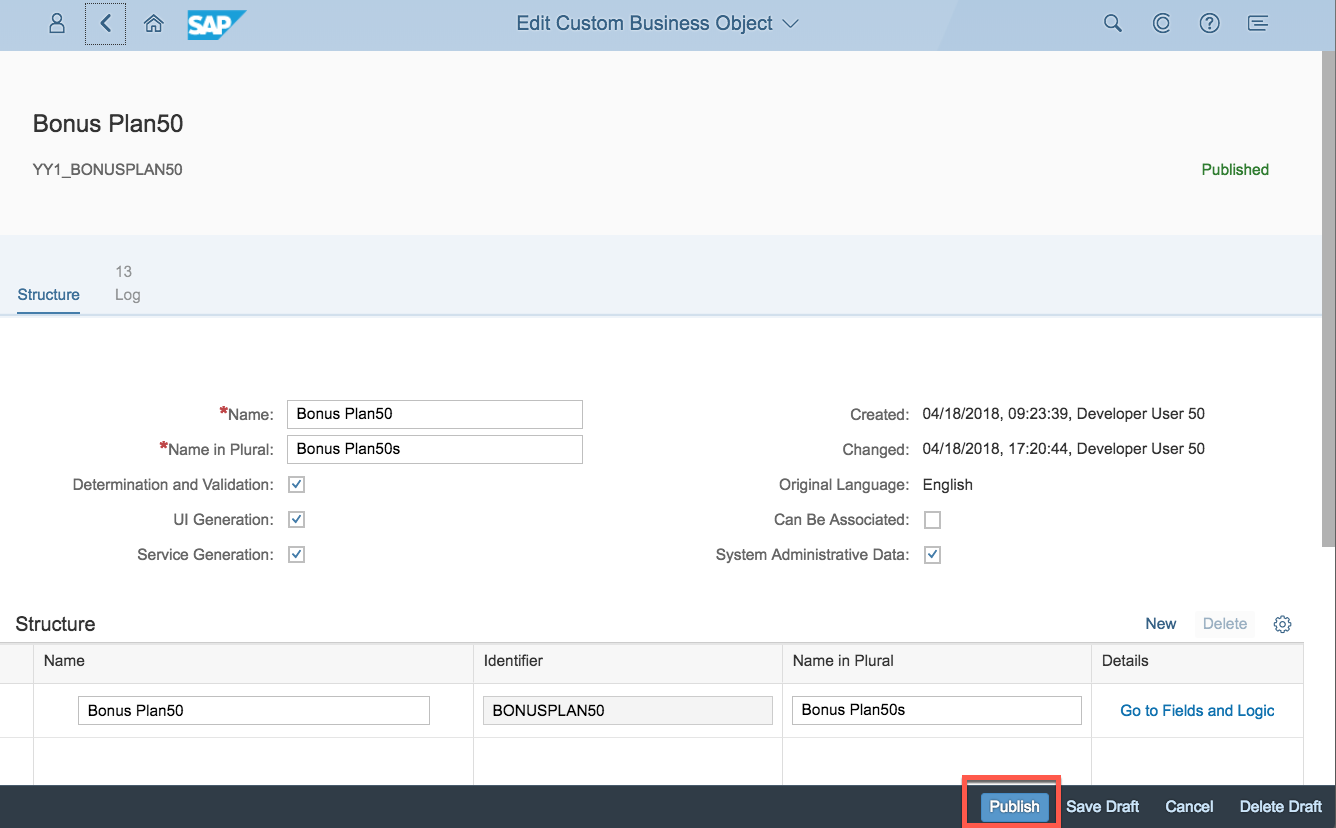 SAP Edit Custom Business Object
Bonus Plan50
YY1_BONUSPLAN50 Published
13
Structure Log
*Name: Bonus Plan50 Created: 04/18/2018, 09:23:39, Developer User 50
*Name in Plural: Bonus Plan50s Changed: 04/18/2018, 17:20:44, Developer User 50
Determination and Validation: Original Language: English
UI Generation: Can Be Associated:
Service Generation: System Administrative Data:
Structure New Delete
Name Identifier Name in Plural Details
Bonus Plan50 BONUSPLAN50 Bonus Plan50s Go to Fields and Logic
Publish Save Draft Cancel Delete Draft